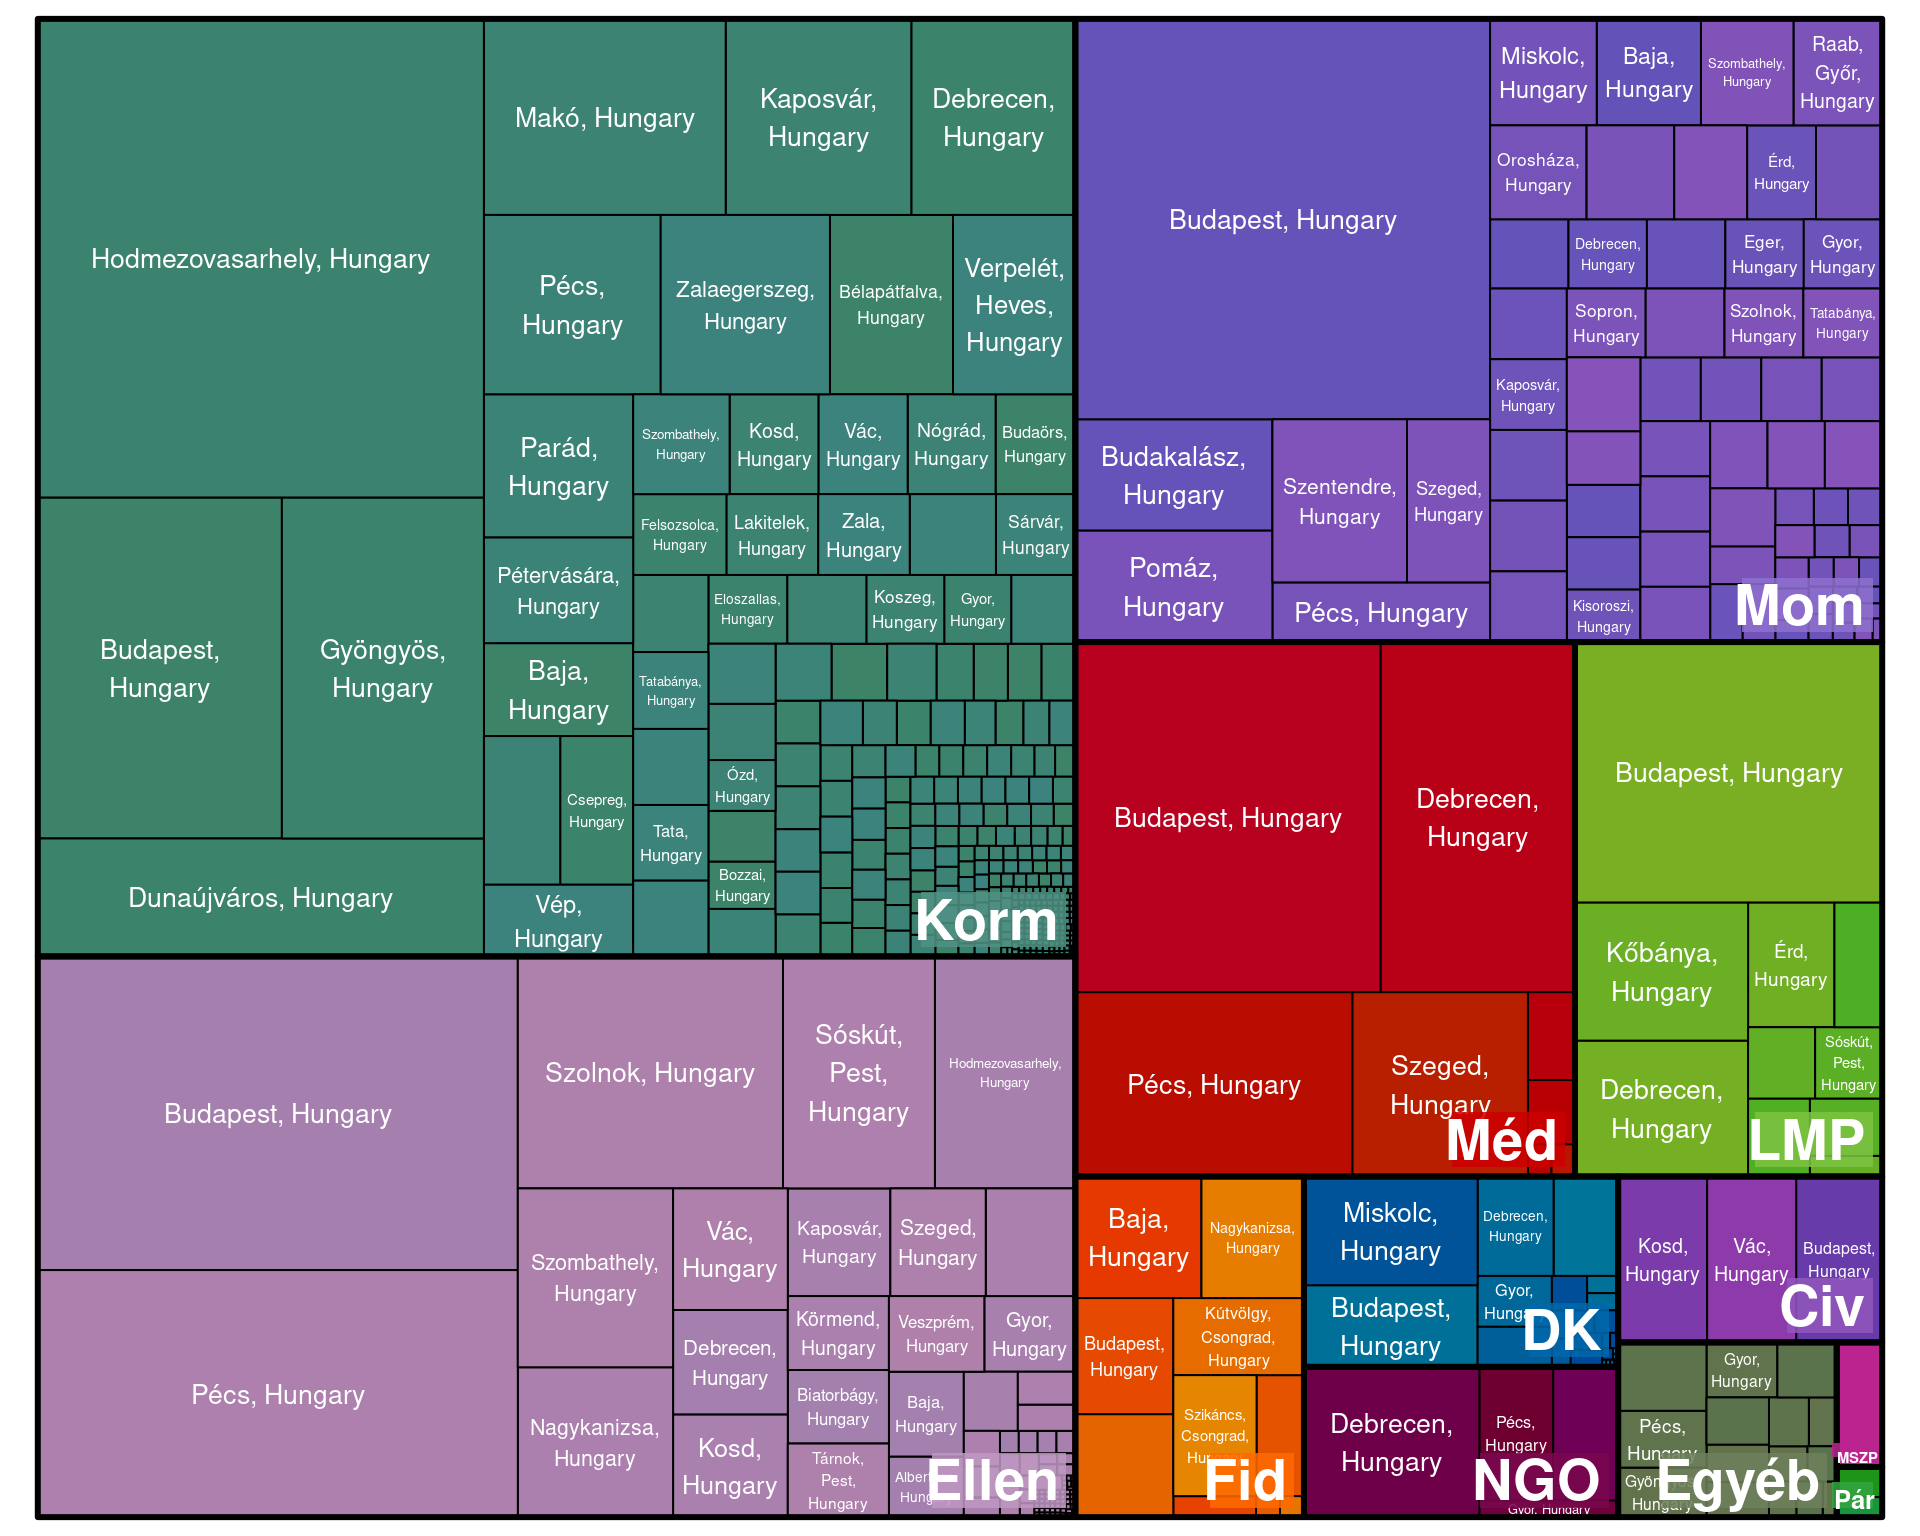 Hodmezovasarhely, Hungary
Budapest,
Hungary
Gyöngyös,
Hungary
Dunaújváros, Hungary
Makó, Hungary
Kaposvár,
Hungary
Debrecen,
Hungary
Pécs,
Hungary
Zalaegerszeg,
Hungary
Bélapátfalva,
Hungary
Verpelét,
Heves,
Hungary
Parád,
Hungary
Pétervására,
Hungary
Baja,
Hungary
Csepreg,
Hungary
Vép,
Hungary
Szombathely,
Hungary
Kosd,
Hungary
Vác,
Hungary
Nógrád,
Hungary
Budaörs,
Hungary
Felsozsolca,
Hungary
Lakitelek,
Hungary
Zala,
Hungary
Sárvár,
Hungary
Eloszallas,
Hungary
Koszeg,
Hungary
Gyor,
Hungary
Tatabánya,
Hungary
Ózd,
Hungary
Tata,
Hungary
Bozzai,
Hungary
Korm
Budapest, Hungary
Pécs, Hungary
Szolnok, Hungary
Sóskút,
Pest,
Hungary
Hodmezovasarhely,
Hungary
Szombathely,
Hungary
Nagykanizsa,
Hungary
Vác,
Hungary
Debrecen,
Hungary
Kosd,
Hungary
Kaposvár,
Hungary
Szeged,
Hungary
Körmend,
Hungary
Veszprém,
Hungary
Gyor,
Hungary
Biatorbágy,
Hungary
Baja,
Hungary
Tárnok,
Pest,
Hungary
Ellen
Budapest, Hungary
Budakalász,
Hungary
Pomáz,
Hungary
Szentendre,
Hungary
Szeged,
Hungary
Pécs, Hungary
Miskolc,
Hungary
Baja,
Hungary
Szombathely,
Hungary
Raab,
Győr,
Hungary
Orosháza,
Hungary
Érd,
Hungary
Debrecen,
Hungary
Eger,
Hungary
Gyor,
Hungary
Sopron,
Hungary
Szolnok,
Hungary
Tatabánya,
Hungary
Kaposvár,
Hungary
Kisoroszi,
Hungary
Mom
Budapest, Hungary
Debrecen,
Hungary
Pécs, Hungary
Szeged,
Hungary
Méd
Budapest, Hungary
Kőbánya,
Hungary
Érd,
Hungary
Debrecen,
Hungary
Sóskút,
Pest,
Hungary
LMP
Baja,
Hungary
Nagykanizsa,
Hungary
Budapest,
Hungary
Kútvölgy,
Csongrad,
Hungary
Szikáncs,
Csongrad,
Fid
Miskolc,
Hungary
Debrecen,
Hungary
Budapest,
Hungary
Gyor,
Hungary
DK
Debrecen,
Hungary
Pécs,
Hungary
Gyor, Hungary
NGO
Kosd,
Hungary
Vác,
Hungary
Budapest,
Hungary
Civ
Gyor,
Hungary
Pécs,
Hungary
Gyöngyös,
Hungary
Egyéb
MSZP
Pár